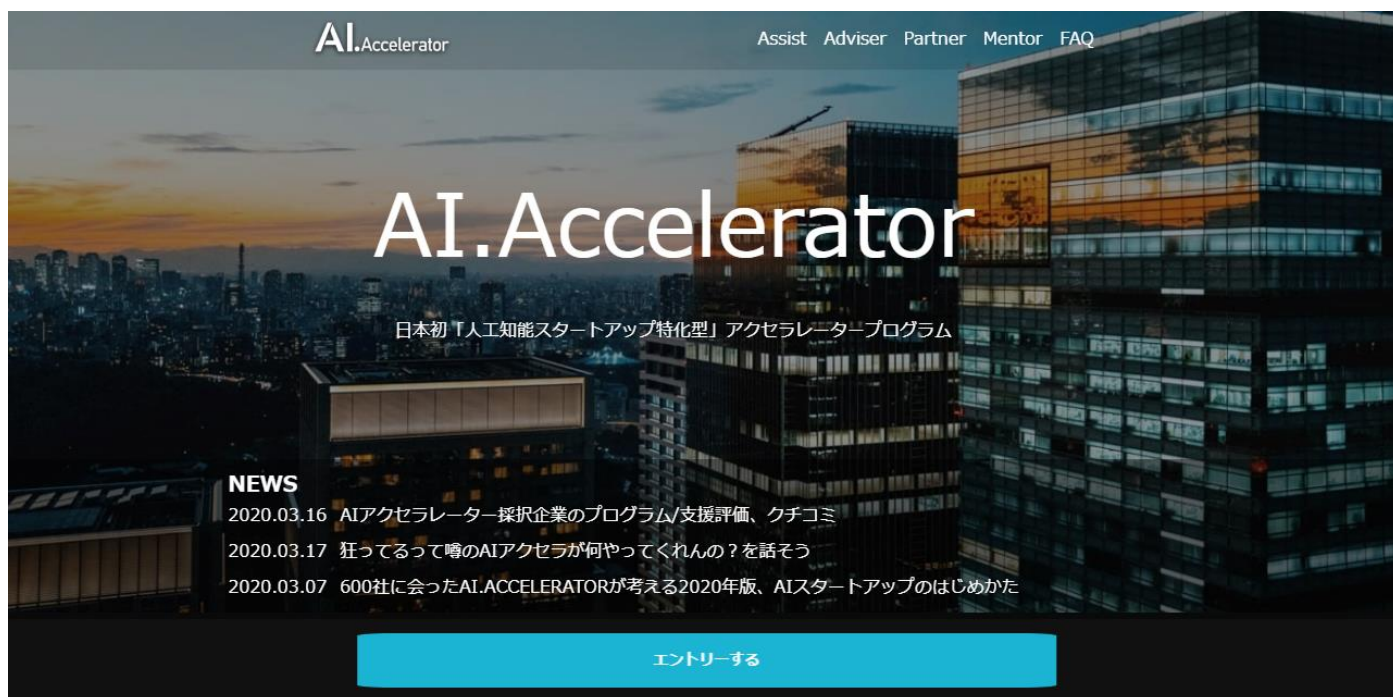 AI.Accelerator
Assist Adviser Partner Mentor FAQ
AI.Accelerator
日本初「人工知能スタートアップ特化型」アクセラレータープログラム
NEWS
2020.03.16 AIアクセラレーター採択企業のプログラム/支援評価、クチコミ
2020.03.17 狂ってるって噂のAIアクセラが何やってくれんの？を話そう
2020.03.07 600社に会ったAI.ACCELERATORが考える2020年版、AIスタートアップのはじめかた
エントリーする